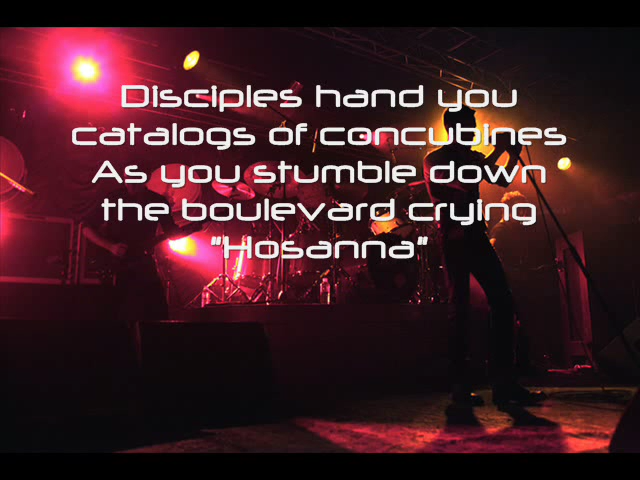 Disciples hand you
catalogs of concubines
As you stumble down
the boulevard crying
"Hosanna"